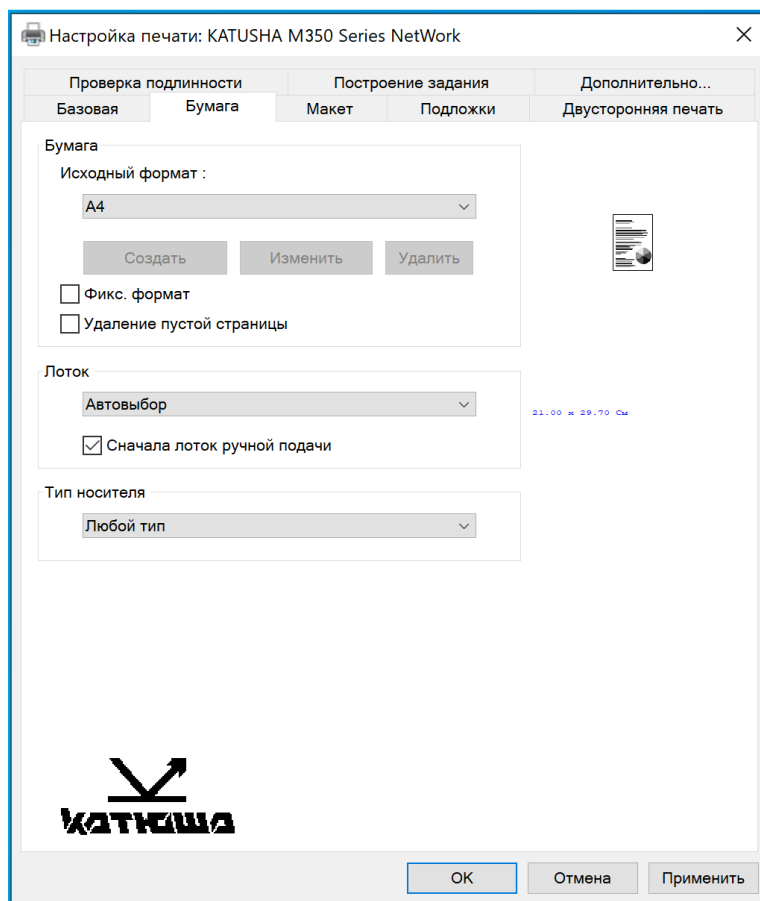 Настройка печати: KATUSHA M350 Series NetWork
Проверка подлинности Построение задания Дополнительно...
Базовая Бумага Макет Подложки Двусторонняя печать
Бумага
Исходный формат :
A4
Создать Изменить Удалить
Фикс. формат
Удаление пустой страницы
Лоток
Автовыбор
21.00 x 29.70 См
Сначала лоток ручной подачи
Тип носителя
Любой тип
катюша
OK Отмена Применить